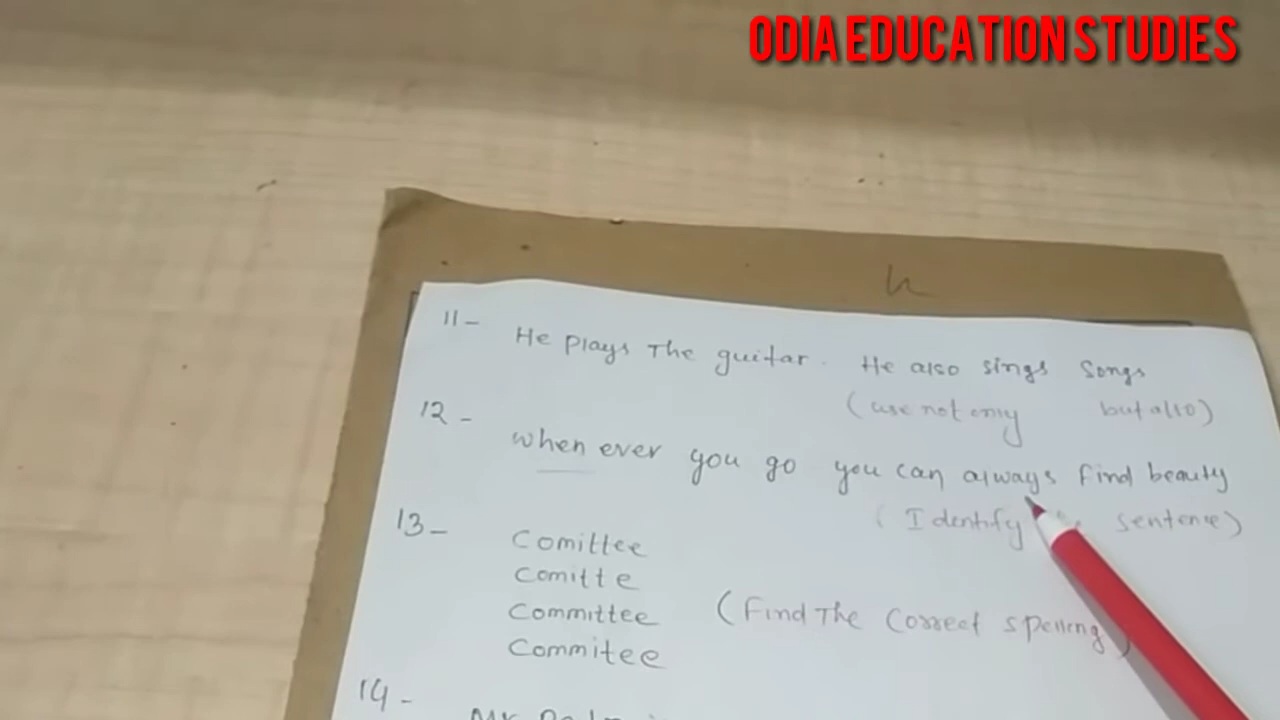 ODIA EDUCATION STUDIES
11- He plays The guitar. He also sings songs
(use not only but also)
12- when ever you go you can always find beauty
(Identify sentence)
13- Comittee
Comitte
Committee (Find The correct spelleng)
Commitee
14-